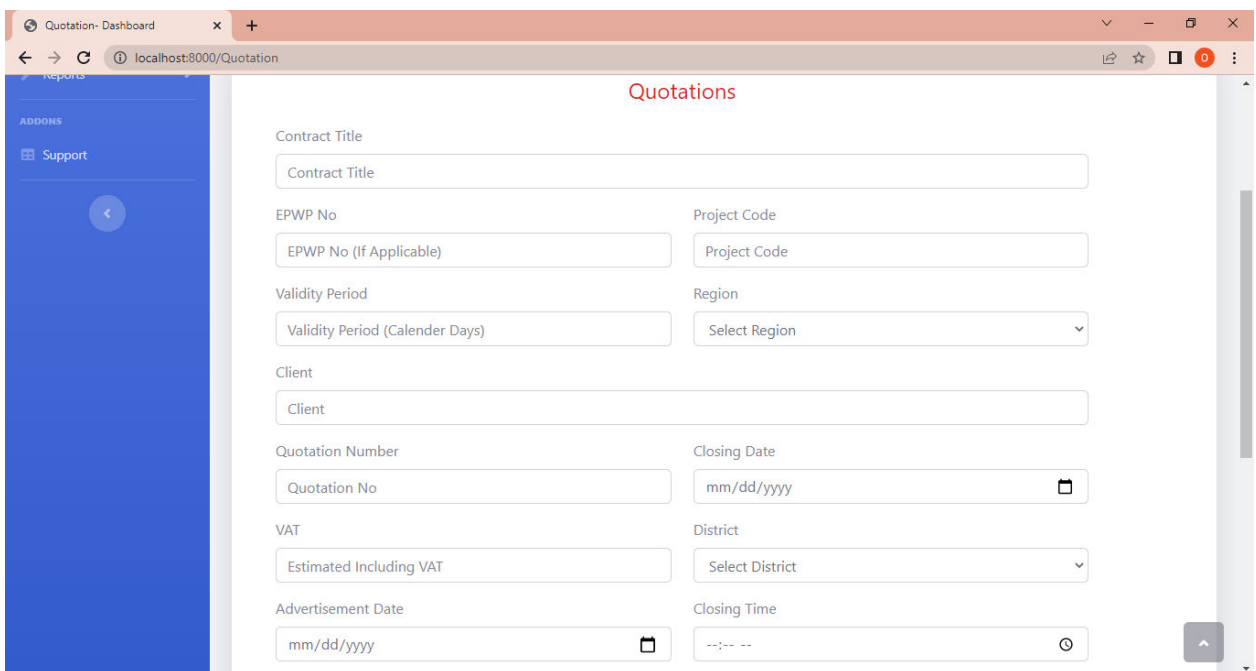 Quotation- Dashboard
localhost:8000/Quotation
O
Reports
ADDONS
Support
Quotations
Contract Title
Contract Title
EPWP No Project Code
EPWP No (If Applicable) Project Code
Validity Period Region
Validity Period (Calender Days) Select Region
Client
Client
Quotation Number Closing Date
Quotation No mm/dd/yyyy
VAT District
Estimated Including VAT Select District
Advertisement Date Closing Time
mm/dd/yyyy --:-- --